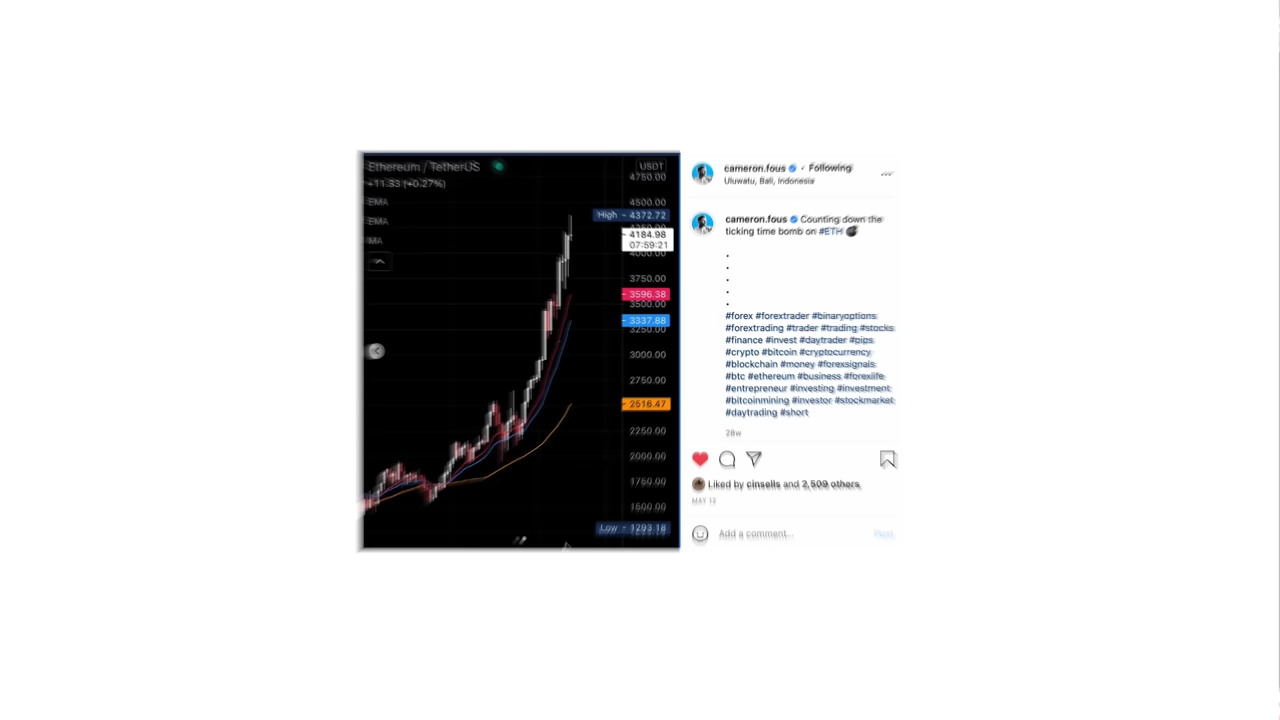 Ethereum / TetherUS
+11.33 (+0.27%)
EMA
EMA
MA
USDT
4750.00
4500.00
High 4372.72
4184.98
07:59:21
4000.00
3750.00
3596.38
3500.00
3337.88
3250.00
3000.00
2750.00
2516.47
2250.00
2000.00
1750.00
1500.00
Low
cameron.fous • Following
Uluwatu, Bali, Indonesia
cameron.fous Counting down the
ticking time bomb on #ETH 💣
.
.
.
.
.
#forex #forextrader #binaryoptions
#forextrading #trader #trading #stocks
#finance #invest #daytrader #pips
#crypto #bitcoin #cryptocurrency
#blockchain #money #forexsignals
#btc #ethereum #business #forexlife
#entrepreneur #investing #investment
#bitcoinmining #investor #stockmarket
#daytrading #short
28w
Liked by cinsells and 2,509 others
MAY 12
Add a comment...
Post